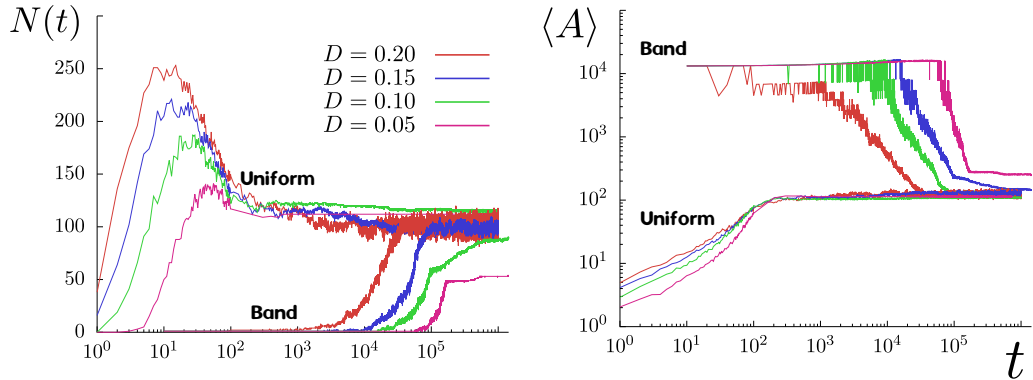 N(t)
250
200
150
100
50
0
D = 0.20
D = 0.15
D = 0.10
D = 0.05
Uniform
Band
10^0 10^1 10^2 10^3 10^4 10^5
⟨A⟩
10^4
10^3
10^2
10^1
10^0
Band
Uniform
10^0 10^1 10^2 10^3 10^4 10^5
t